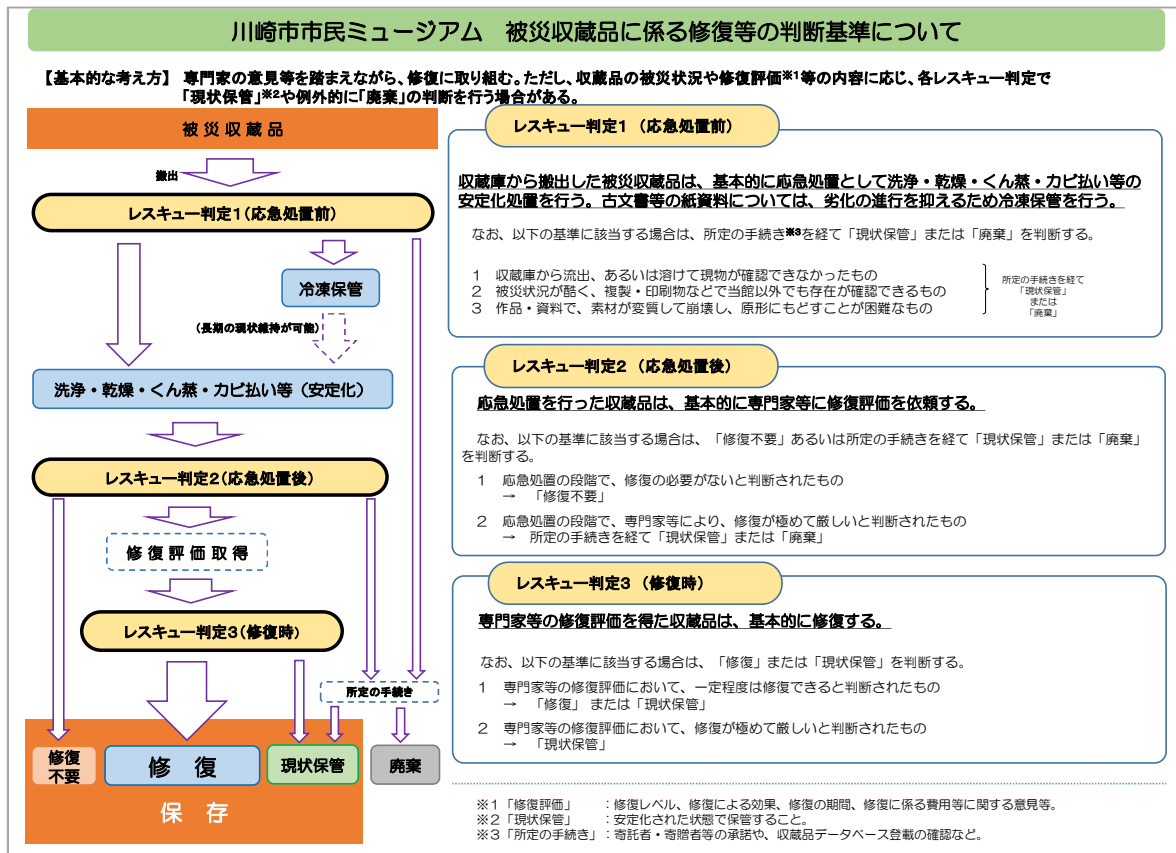 川崎市市民ミュージアム　被災収蔵品に係る修復等の判断基準について
【基本的な考え方】 専門家の意見等を踏まえながら、修復に取り組む。ただし、収蔵品の被災状況や修復評価※1等の内容に応じ、各レスキュー判定で
「現状保管」※2や例外的に「廃棄」の判断を行う場合がある。
被災収蔵品
搬出
レスキュー判定1(応急処置前)
冷凍保管
(長期の現状維持が可能)
洗浄・乾燥・くん蒸・カビ払い等（安定化）
レスキュー判定2(応急処置後)
修復評価取得
レスキュー判定3(修復時)
所定の手続き
修復
不要
修　復
現状保管
廃棄
保　存
レスキュー判定1（応急処置前）
収蔵庫から搬出した被災収蔵品は、基本的に応急処置として洗浄・乾燥・くん蒸・カビ払い等の
安定化処置を行う。古文書等の紙資料については、劣化の進行を抑えるため冷凍保管を行う。
なお、以下の基準に該当する場合は、所定の手続き※3を経て「現状保管」または「廃棄」を判断する。
1　収蔵庫から流出、あるいは溶けて現物が確認できなかったもの
2　被災状況が酷く、複製・印刷物などで当館以外でも存在が確認できるもの
3　作品・資料で、素材が変質して崩壊し、原形にもどすことが困難なもの
所定の手続きを経て
「現状保管」
または
「廃棄」
レスキュー判定2（応急処置後）
応急処置を行った収蔵品は、基本的に専門家等に修復評価を依頼する。
なお、以下の基準に該当する場合は、「修復不要」あるいは所定の手続きを経て「現状保管」または「廃棄」
を判断する。
1　応急処置の段階で、修復の必要がないと判断されたもの
→　「修復不要」
2　応急処置の段階で、専門家等により、修復が極めて厳しいと判断されたもの
→　所定の手続きを経て「現状保管」または「廃棄」
レスキュー判定3（修復時）
専門家等の修復評価を得た収蔵品は、基本的に修復する。
なお、以下の基準に該当する場合は、「修復」または「現状保管」を判断する。
1　専門家等の修復評価において、一定程度は修復できると判断されたもの
→　「修復」 または「現状保管」
2　専門家等の修復評価において、修復が極めて厳しいと判断されたもの
→　「現状保管」
※1「修復評価」　：修復レベル、修復による効果、修復の期間、修復に係る費用等に関する意見等。
※2「現状保管」　：安定化された状態で保管すること。
※3「所定の手続き」：寄託者・寄贈者等の承諾や、収蔵品データベース登載の確認など。